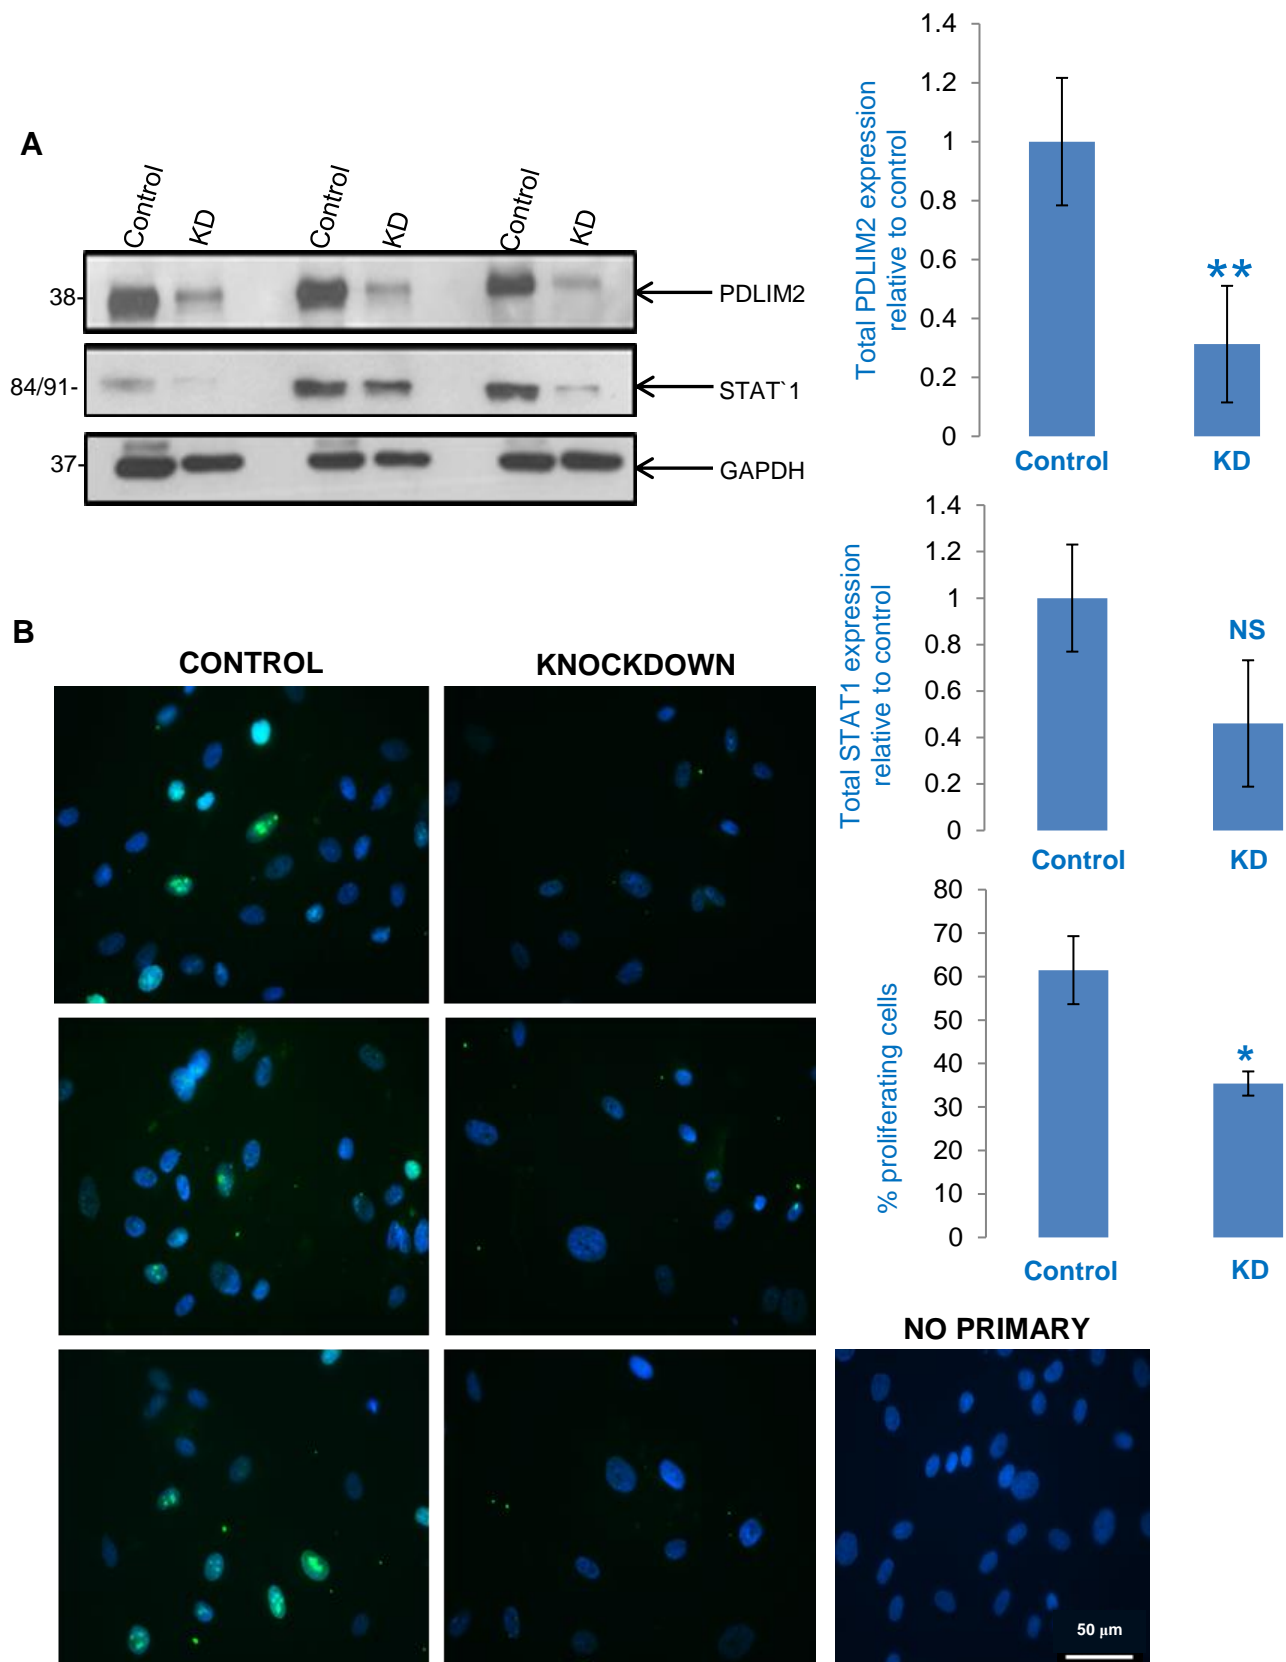 A
Control
KD
Control
KD
Control
KD
38-
PDLIM2
84/91-
STAT`1
37-
GAPDH
Total PDLIM2 expression
relative to control
1.4
1.2
1
0.8
0.6
0.4
0.2
0
**
Control
KD
Total STAT1 expression
relative to control
1.4
1.2
1
0.8
0.6
0.4
0.2
0
NS
Control
KD
B
CONTROL
KNOCKDOWN
% proliferating cells
80
70
60
50
40
30
20
10
0
*
Control
KD
NO PRIMARY
50 µm